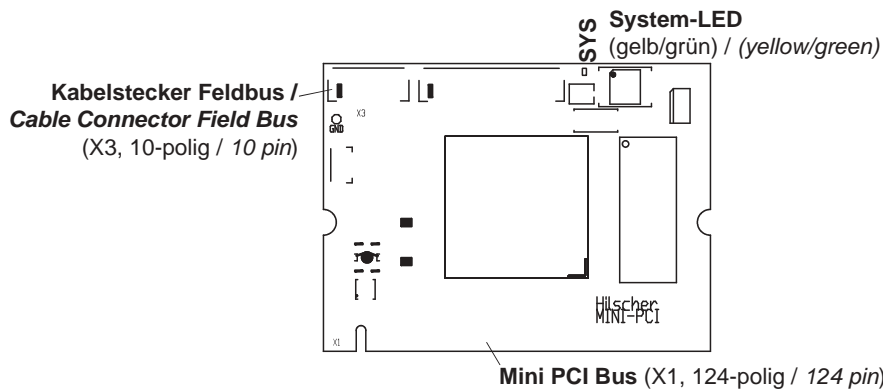 System-LED
SYS
(gelb/grün) / (yellow/green)
Kabelstecker Feldbus /
Cable Connector Field Bus
(X3, 10-polig / 10 pin)
X3
GND
Hilscher
MINI-PCI
X1
Mini PCI Bus (X1, 124-polig / 124 pin)